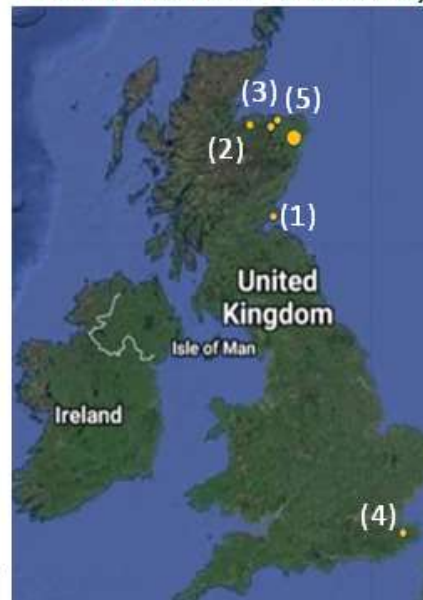 (3) (5)
(2)
(1)
United
Kingdom
Isle of Man
Ireland
(4)